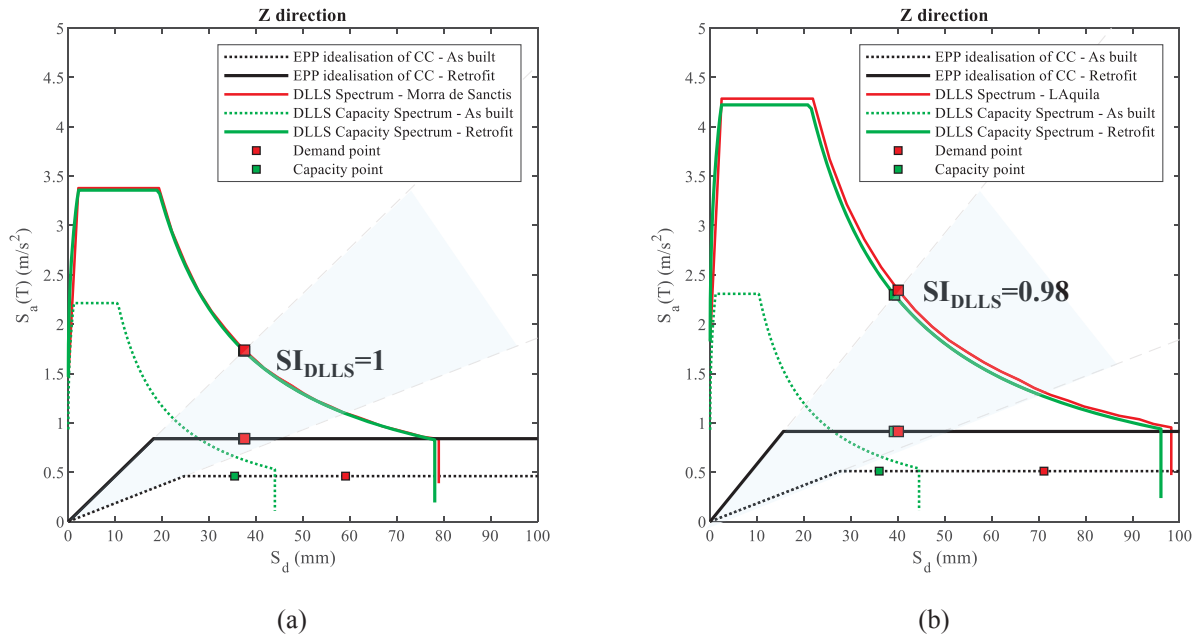 Z direction
5
4.5
4
3.5
3
2.5
2
1.5
1
0.5
0
S_a(T) (m/s²)
EPP idealisation of CC - As built
EPP idealisation of CC - Retrofit
DLLS Spectrum - Morra de Sanctis
DLLS Capacity Spectrum - As built
DLLS Capacity Spectrum - Retrofit
Demand point
Capacity point
SI_DLLS=1
0 10 20 30 40 50 60 70 80 90 100
S_d (mm)
(a)
Z direction
5
4.5
4
3.5
3
2.5
2
1.5
1
0.5
0
S_a(T) (m/s²)
EPP idealisation of CC - As built
EPP idealisation of CC - Retrofit
DLLS Spectrum - LAquila
DLLS Capacity Spectrum - As built
DLLS Capacity Spectrum - Retrofit
Demand point
Capacity point
SI_DLLS=0.98
0 10 20 30 40 50 60 70 80 90 100
S_d (mm)
(b)